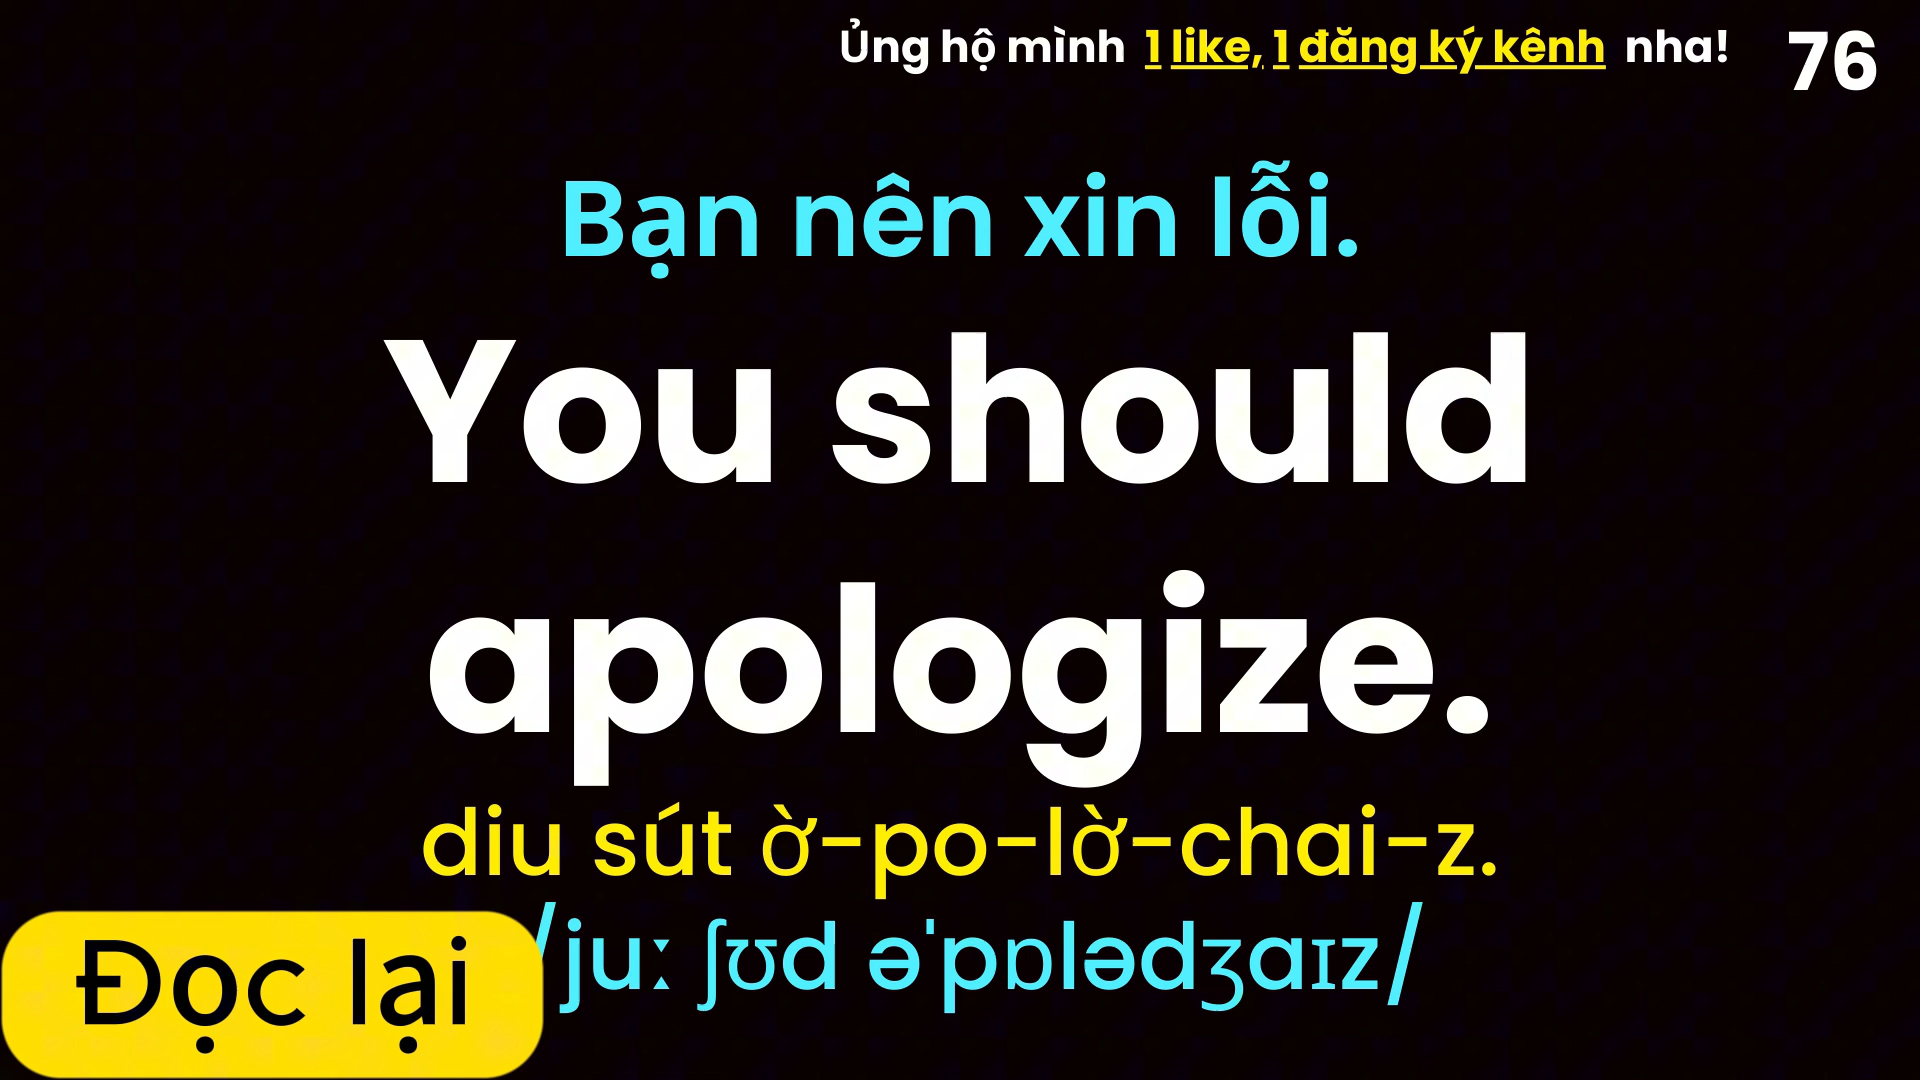 Ủng hộ mình 1 like, 1 đăng ký kênh nha!
76
Bạn nên xin lỗi.
You should
apologize.
diu sút ờ-po-lờ-chai-z.
/juː ʃʊd əˈpɒlədʒaɪz/
Đọc lại